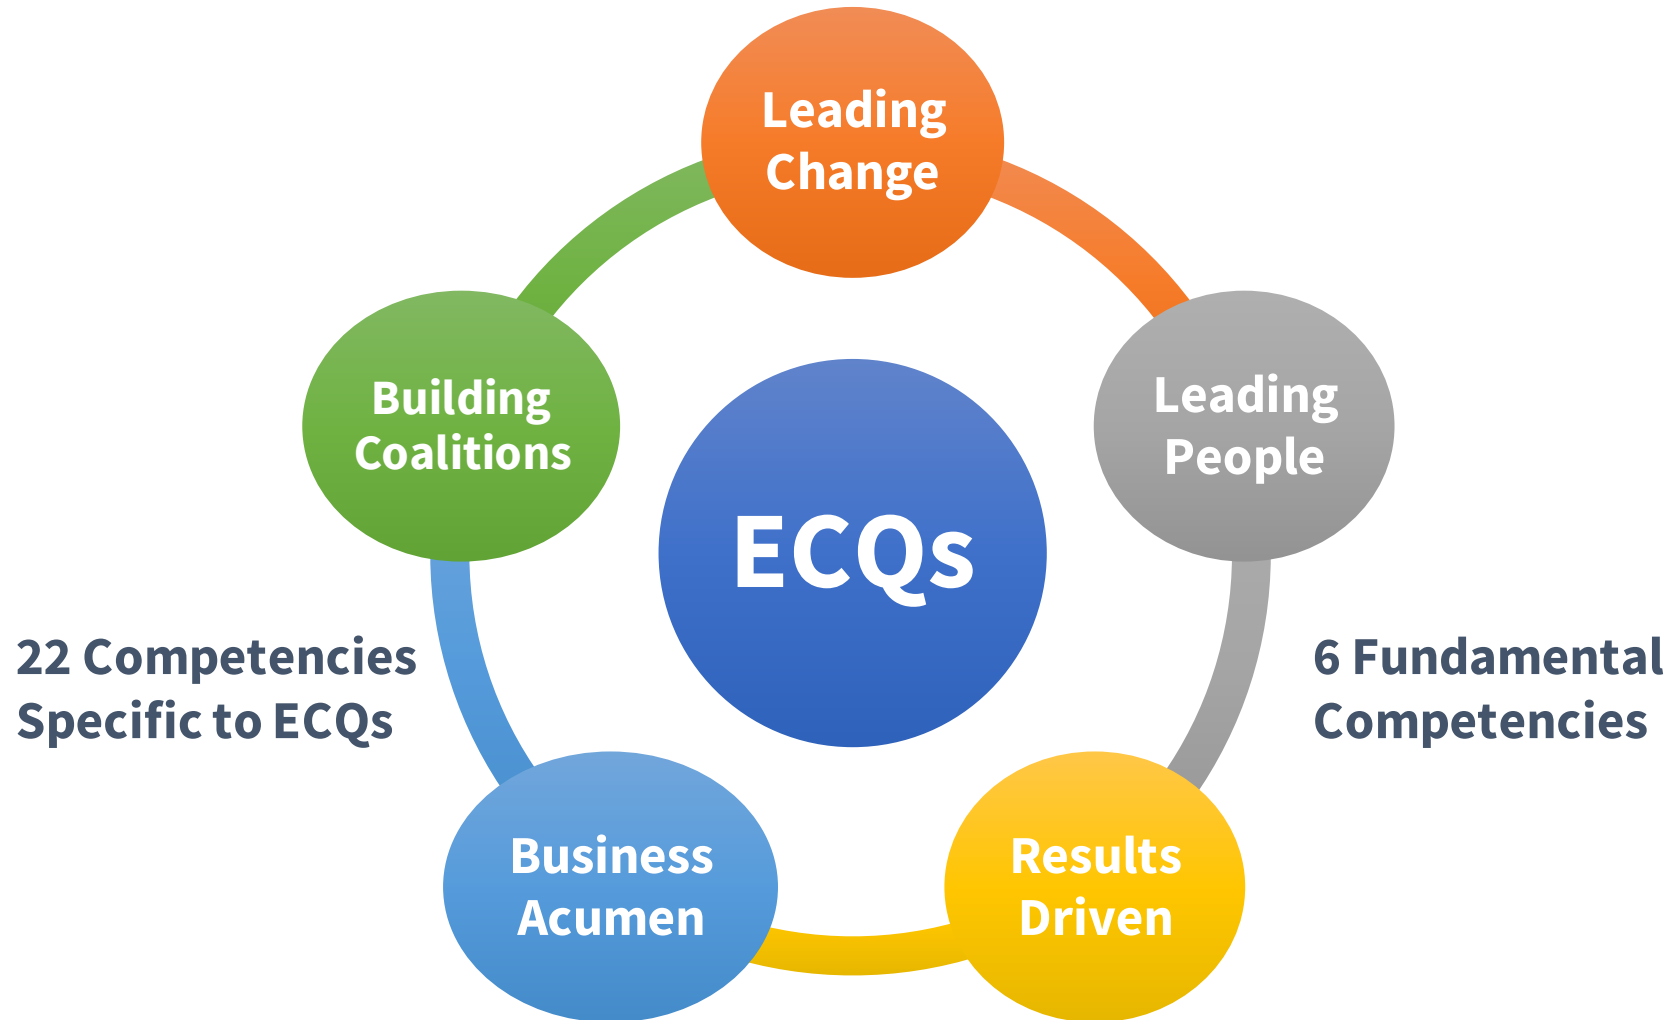 Leading
Change
Building
Coalitions
Leading
People
ECQs
22 Competencies
Specific to ECQs
6 Fundamental
Competencies
Business
Acumen
Results
Driven